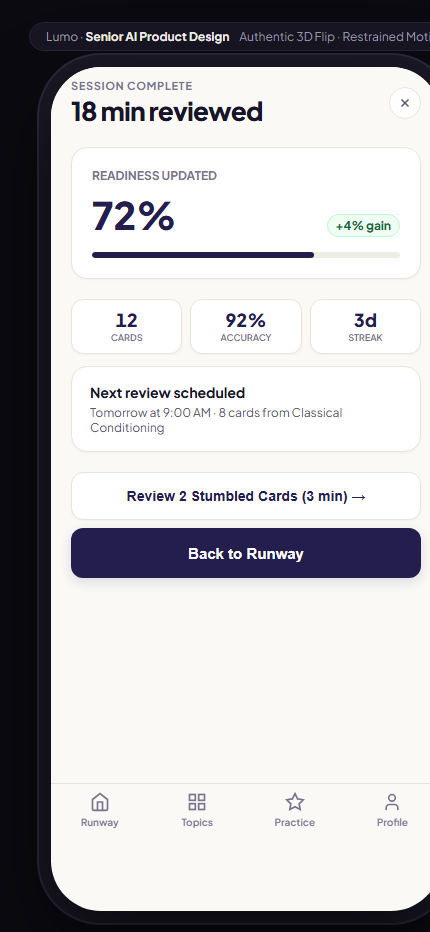 Lumo · Senior AI Product Design Authentic 3D Flip · Restrained Moti
SESSION COMPLETE
18 min reviewed
READINESS UPDATED
72%
+4% gain
12
CARDS
92%
ACCURACY
3d
STREAK
Next review scheduled
Tomorrow at 9:00 AM · 8 cards from Classical
Conditioning
Review 2 Stumbled Cards (3 min) →
Back to Runway
Runway
Topics
Practice
Profile